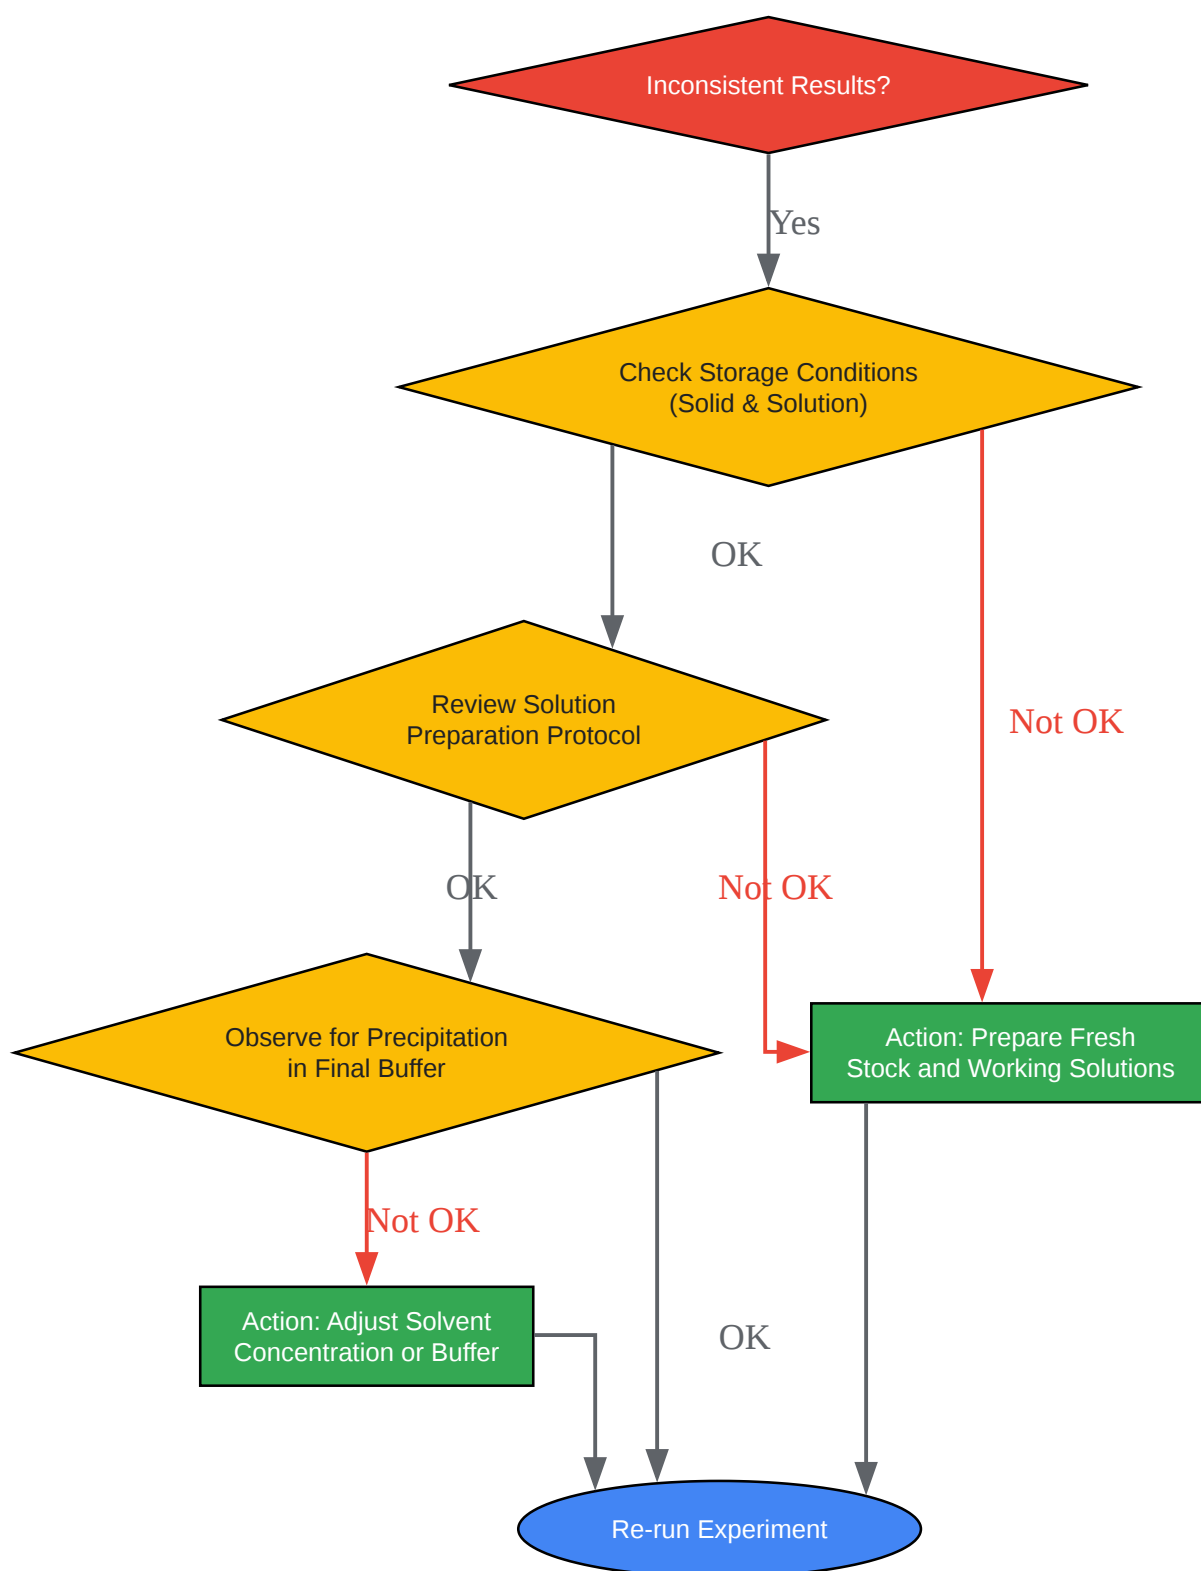 Inconsistent Results?
Yes
Check Storage Conditions
(Solid & Solution)
OK
Review Solution
Preparation Protocol
Not OK
OK
Not OK
Observe for Precipitation
in Final Buffer
Action: Prepare Fresh
Stock and Working Solutions
Not OK
Action: Adjust Solvent
Concentration or Buffer
OK
Re-run Experiment